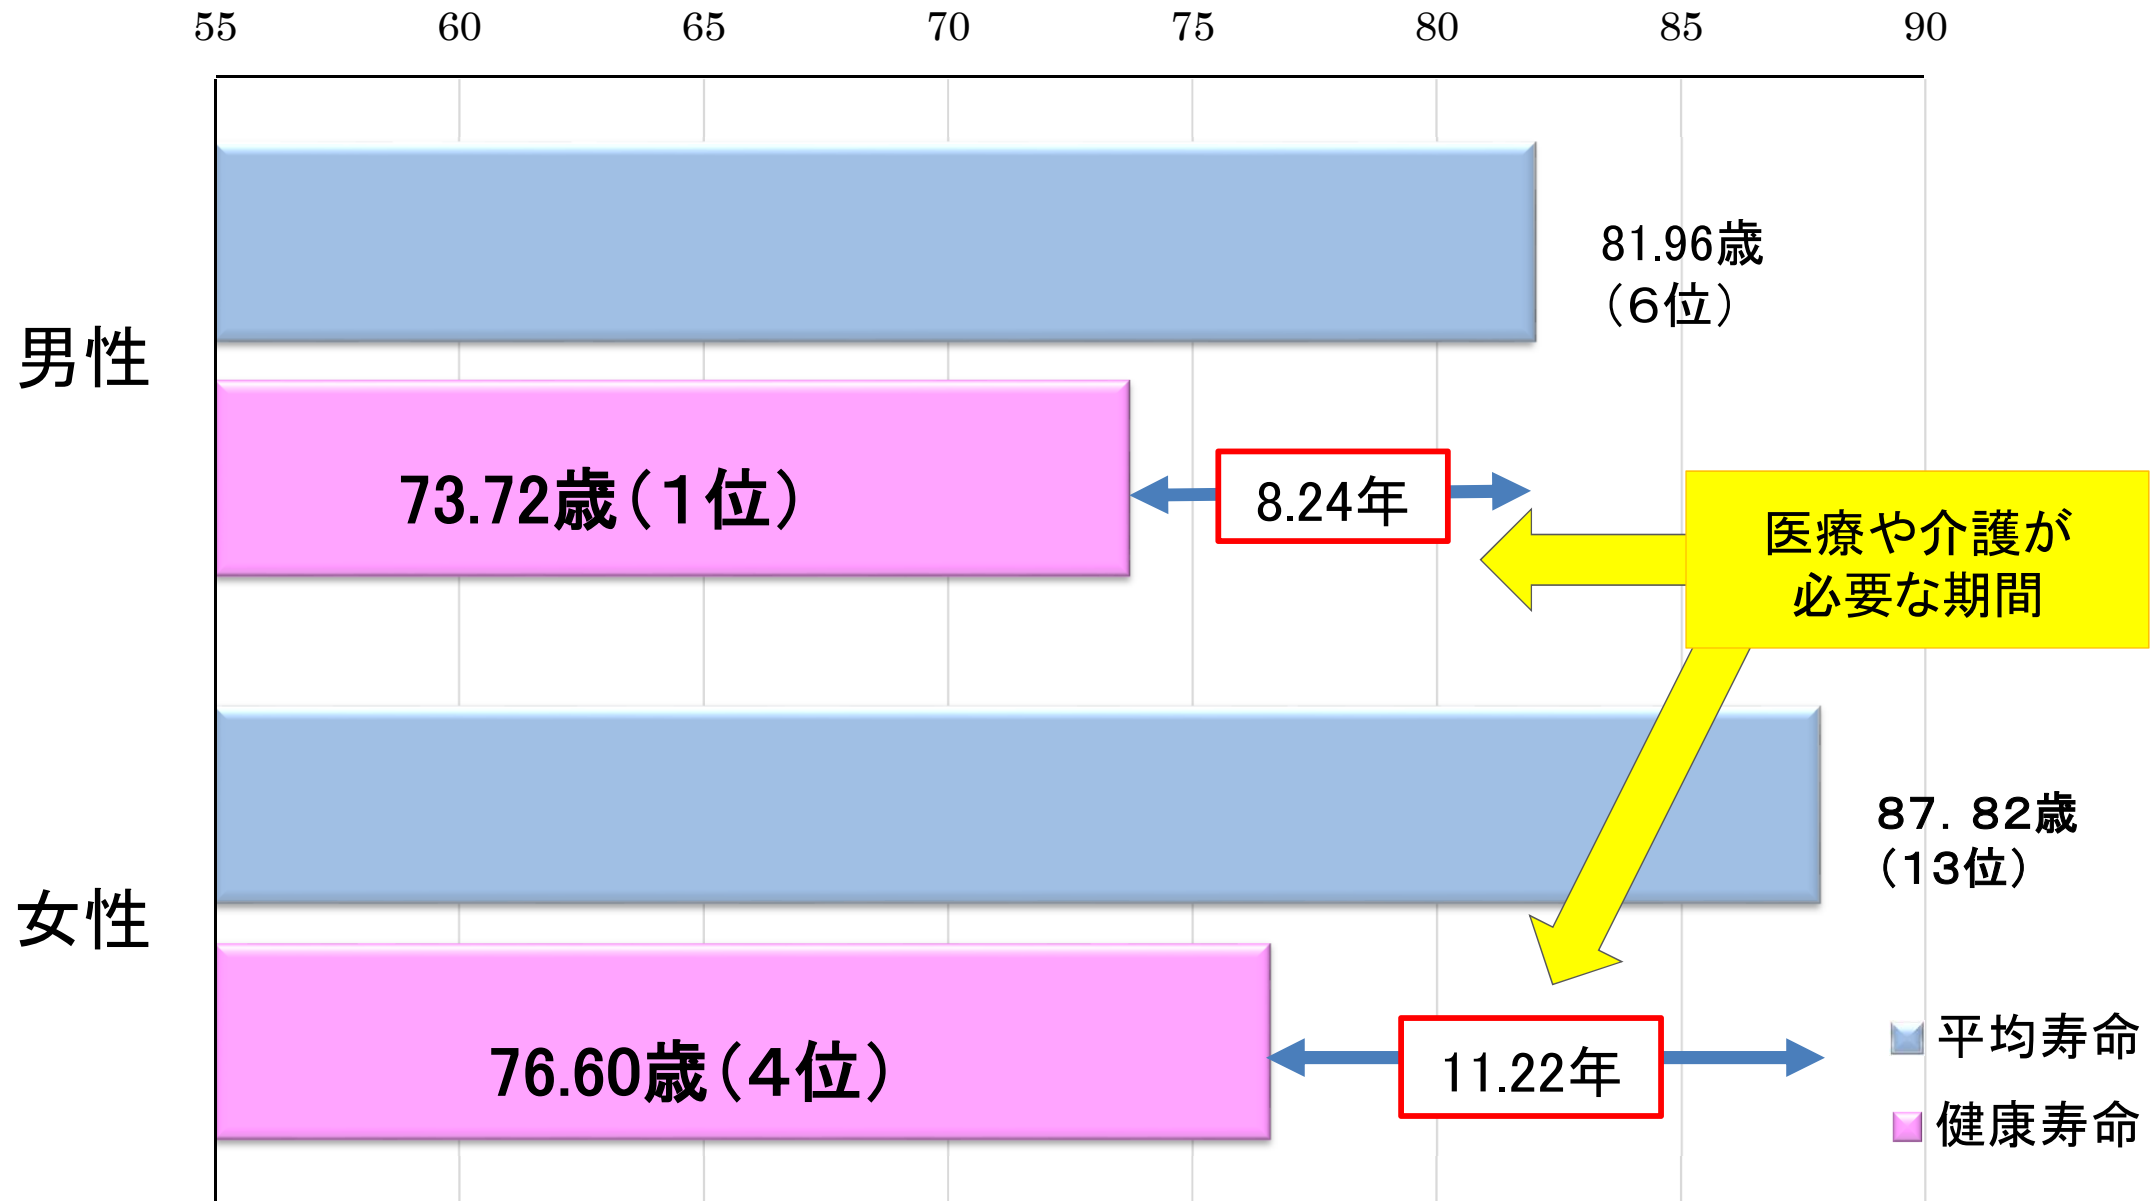 55 60 65 70 75 80 85 90
男性
81.96歳
（6位）
73.72歳（１位）
8.24年
医療や介護が
必要な期間
女性
８７．８２歳
（13位）
76.60歳（４位）
11.22年
平均寿命
健康寿命